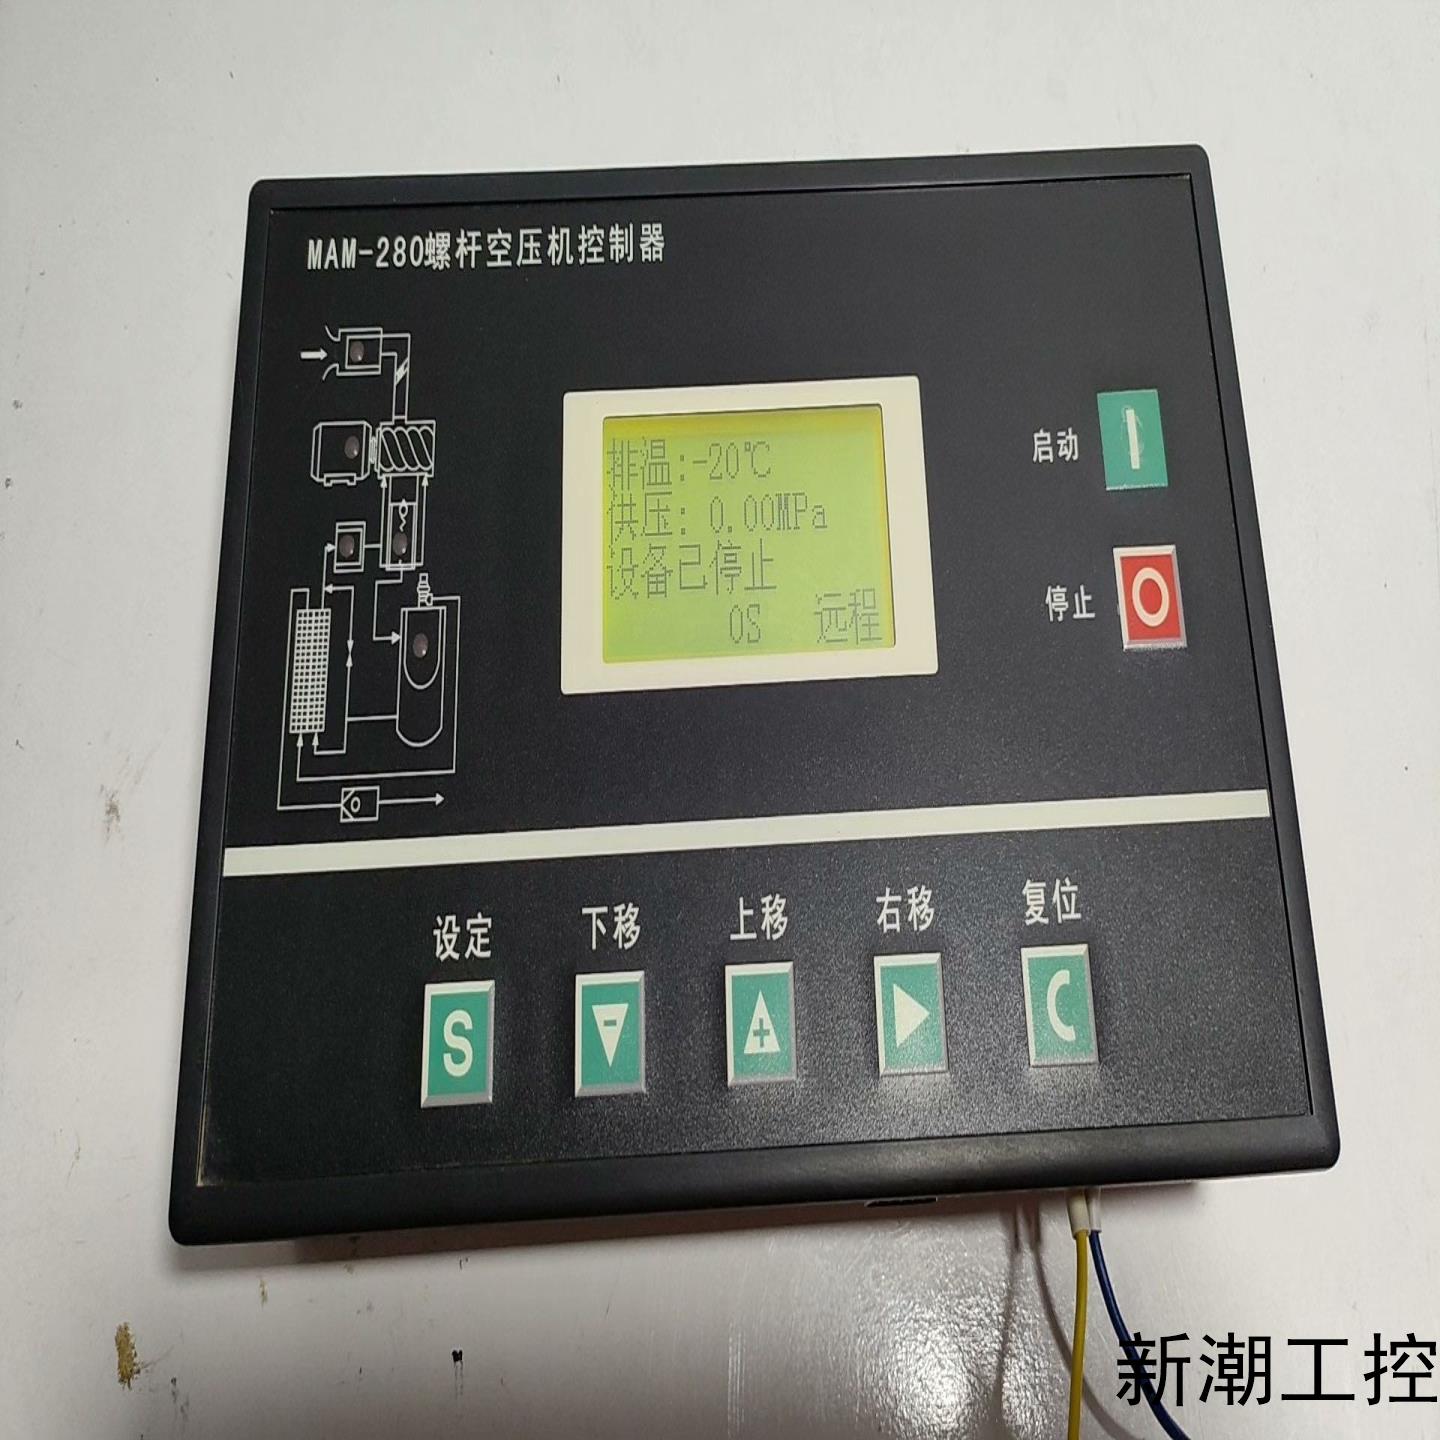 MAM-280螺杆空压机控制器
排温:-20℃
供压: 0.00MPa
设备已停止
0S 远程
启动
停止
设定
下移
上移
右移
复位
S
-
+
C
新潮工控